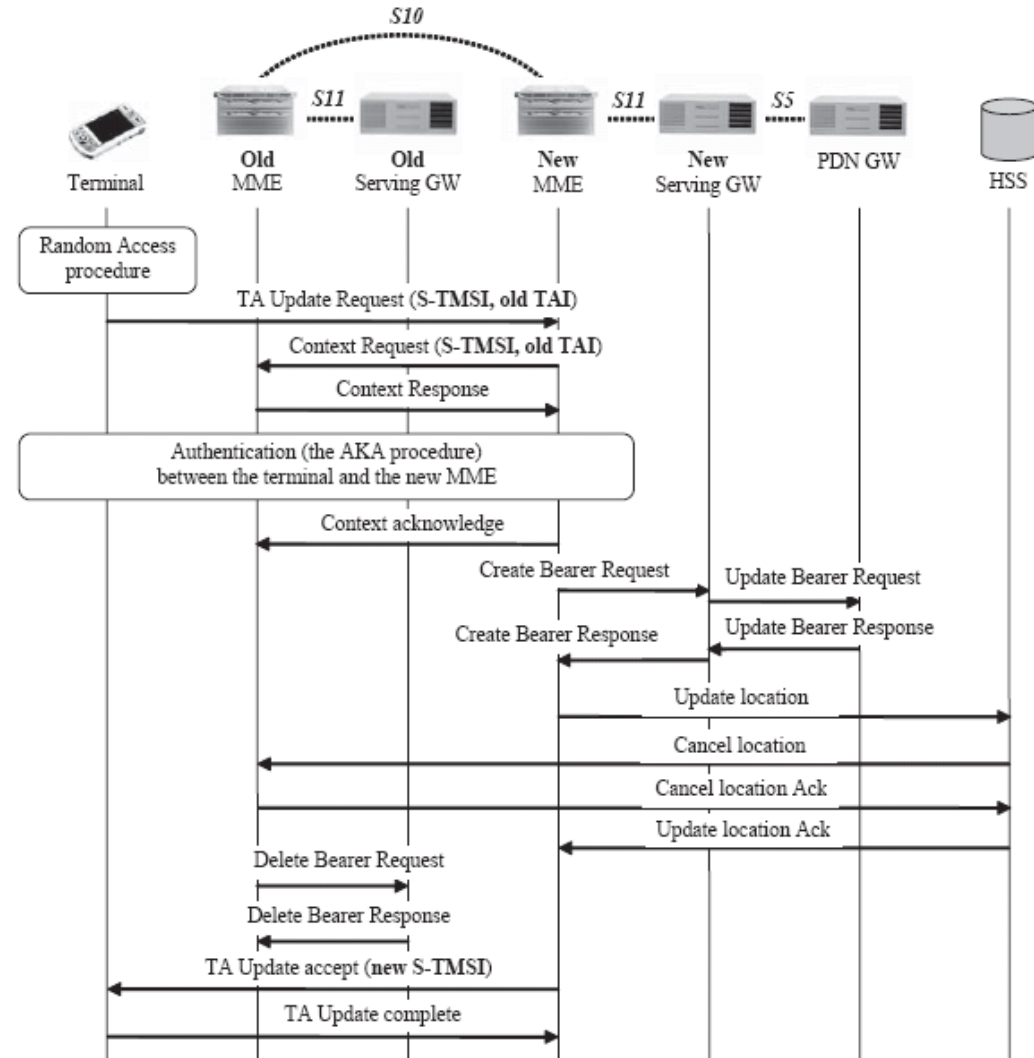 S10
S11
S11
S5
Terminal
Old
MME
Old
Serving GW
New
MME
New
Serving GW
PDN GW
HSS
Random Access
procedure
TA Update Request (S-TMSI, old TAI)
Context Request (S-TMSI, old TAI)
Context Response
Authentication (the AKA procedure)
between the terminal and the new MME
Context acknowledge
Create Bearer Request
Update Bearer Request
Update Bearer Response
Create Bearer Response
Update location
Cancel location
Cancel location Ack
Update location Ack
Delete Bearer Request
Delete Bearer Response
TA Update accept (new S-TMSI)
TA Update complete